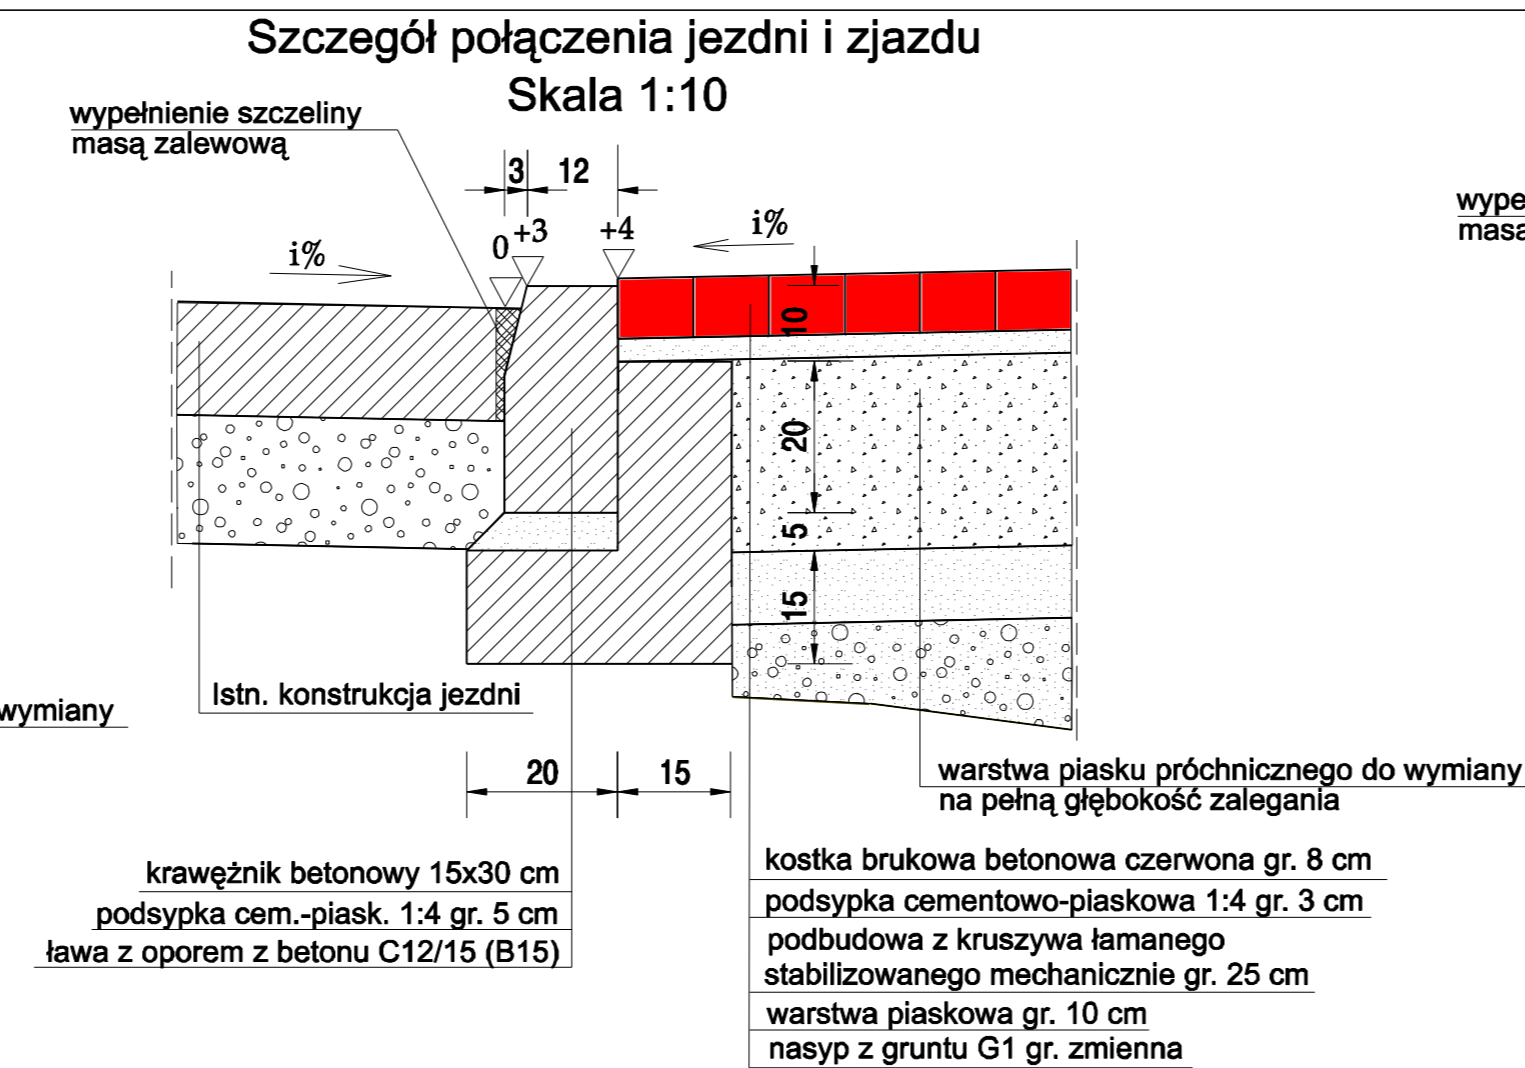 Szczegół połączenia jezdni i zjazdu
Skala 1:10
wypełnienie szczeliny
masą zalewową
3
12
wype
masa
i%
0
+3
+4
i%
10
20
5
15
Istn. konstrukcja jezdni
wymiany
20
15
warstwa piasku próchnicznego do wymiany
na pełną głębokość zalegania
krawężnik betonowy 15x30 cm
podsypka cem.-piask. 1:4 gr. 5 cm
ława z oporem z betonu C12/15 (B15)
kostka brukowa betonowa czerwona gr. 8 cm
podsypka cementowo-piaskowa 1:4 gr. 3 cm
podbudowa z kruszywa łamanego
stabilizowanego mechanicznie gr. 25 cm
warstwa piaskowa gr. 10 cm
nasyp z gruntu G1 gr. zmienna